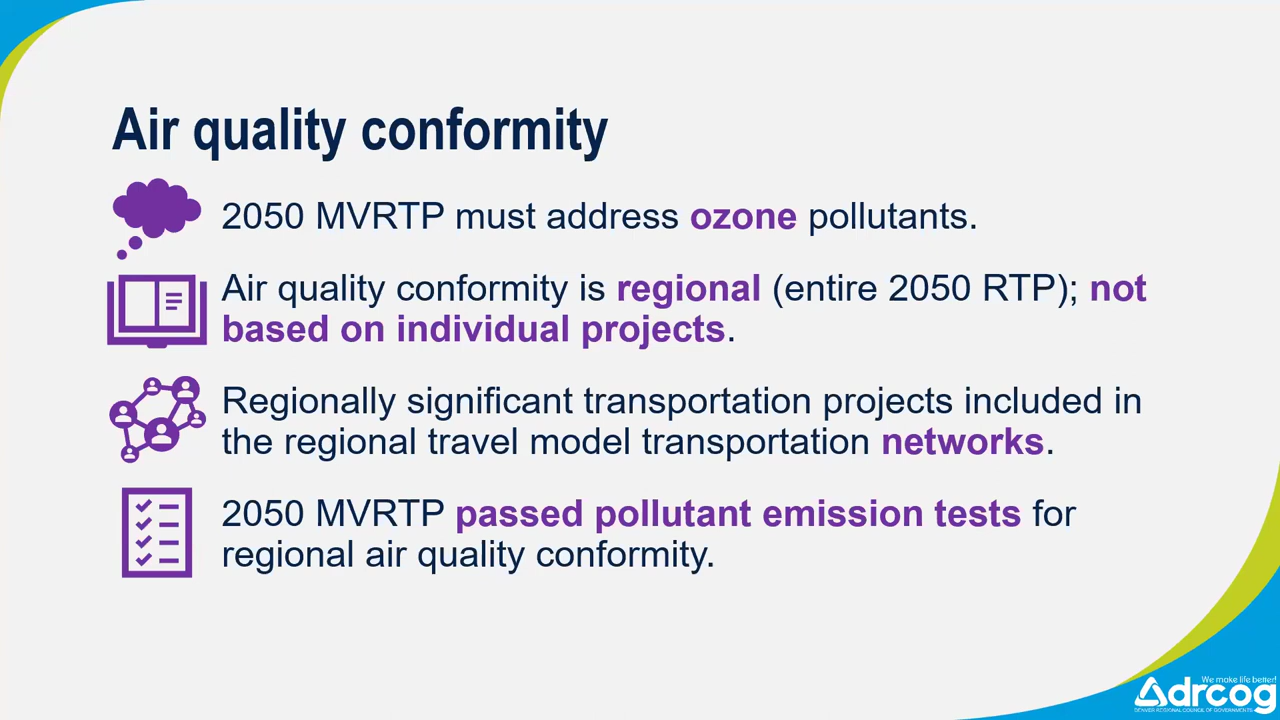 Air quality conformity
2050 MVRTP must address ozone pollutants.
Air quality conformity is regional (entire 2050 RTP); not
based on individual projects.
Regionally significant transportation projects included in
the regional travel model transportation networks.
2050 MVRTP passed pollutant emission tests for
regional air quality conformity.
We make life better!
drcog
DENVER REGIONAL COUNCIL OF GOVERNMENTS